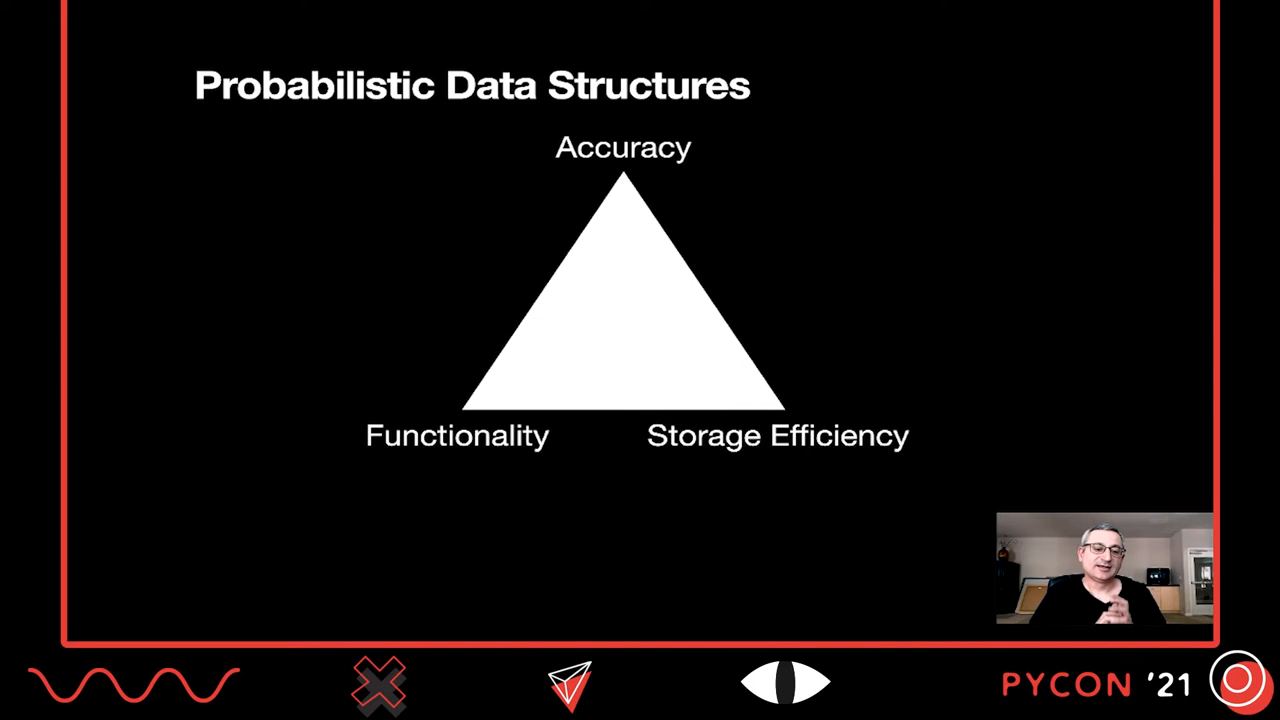 Probabilistic Data Structures
Accuracy
Functionality
Storage Efficiency
PYCON '21